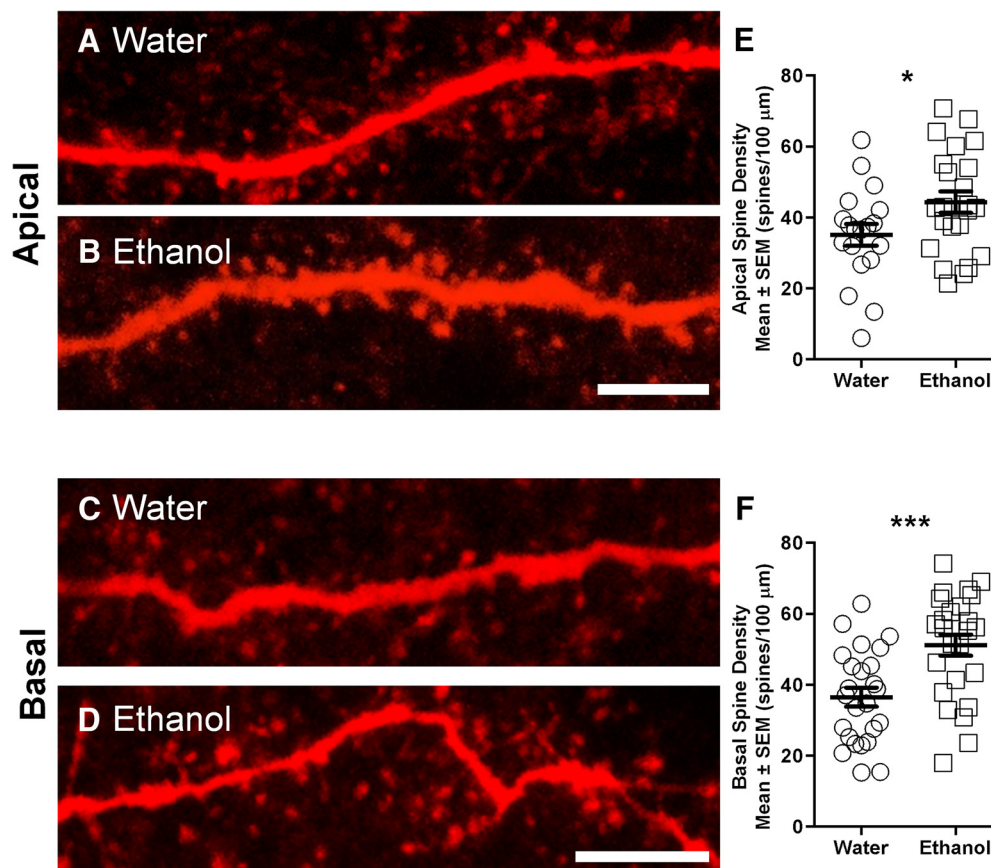 Apical
A Water
B Ethanol
E
*
Apical Spine Density
Mean ± SEM (spines/100 μm)
80
60
40
20
0
Water Ethanol
Basal
C Water
D Ethanol
F
***
Basal Spine Density
Mean ± SEM (spines/100 μm)
80
60
40
20
0
Water Ethanol